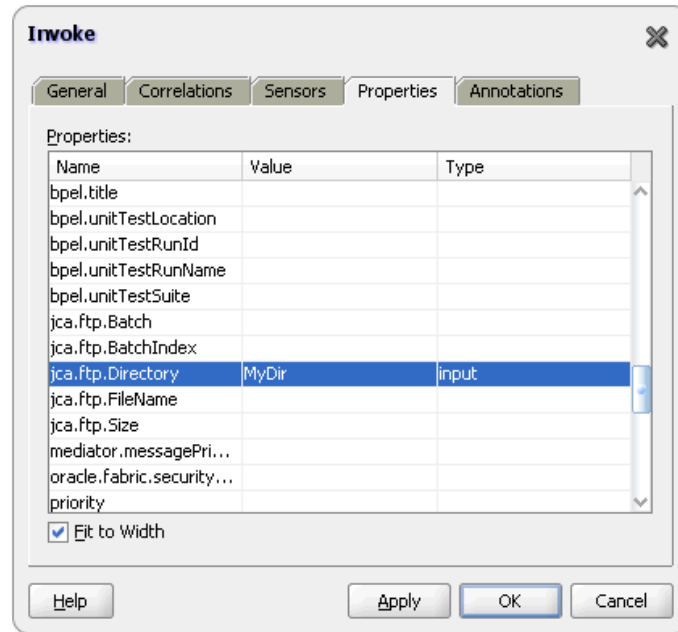 Invoke
General Correlations Sensors Properties Annotations
Properties:
Name Value Type
bpel.title
bpel.unitTestLocation
bpel.unitTestRunId
bpel.unitTestRunName
bpel.unitTestSuite
jca.ftp.Batch
jca.ftp.BatchIndex
jca.ftp.Directory MyDir input
jca.ftp.FileName
jca.ftp.Size
mediator.messagePri...
oracle.fabric.security...
priority
Fit to Width
Help Apply OK Cancel